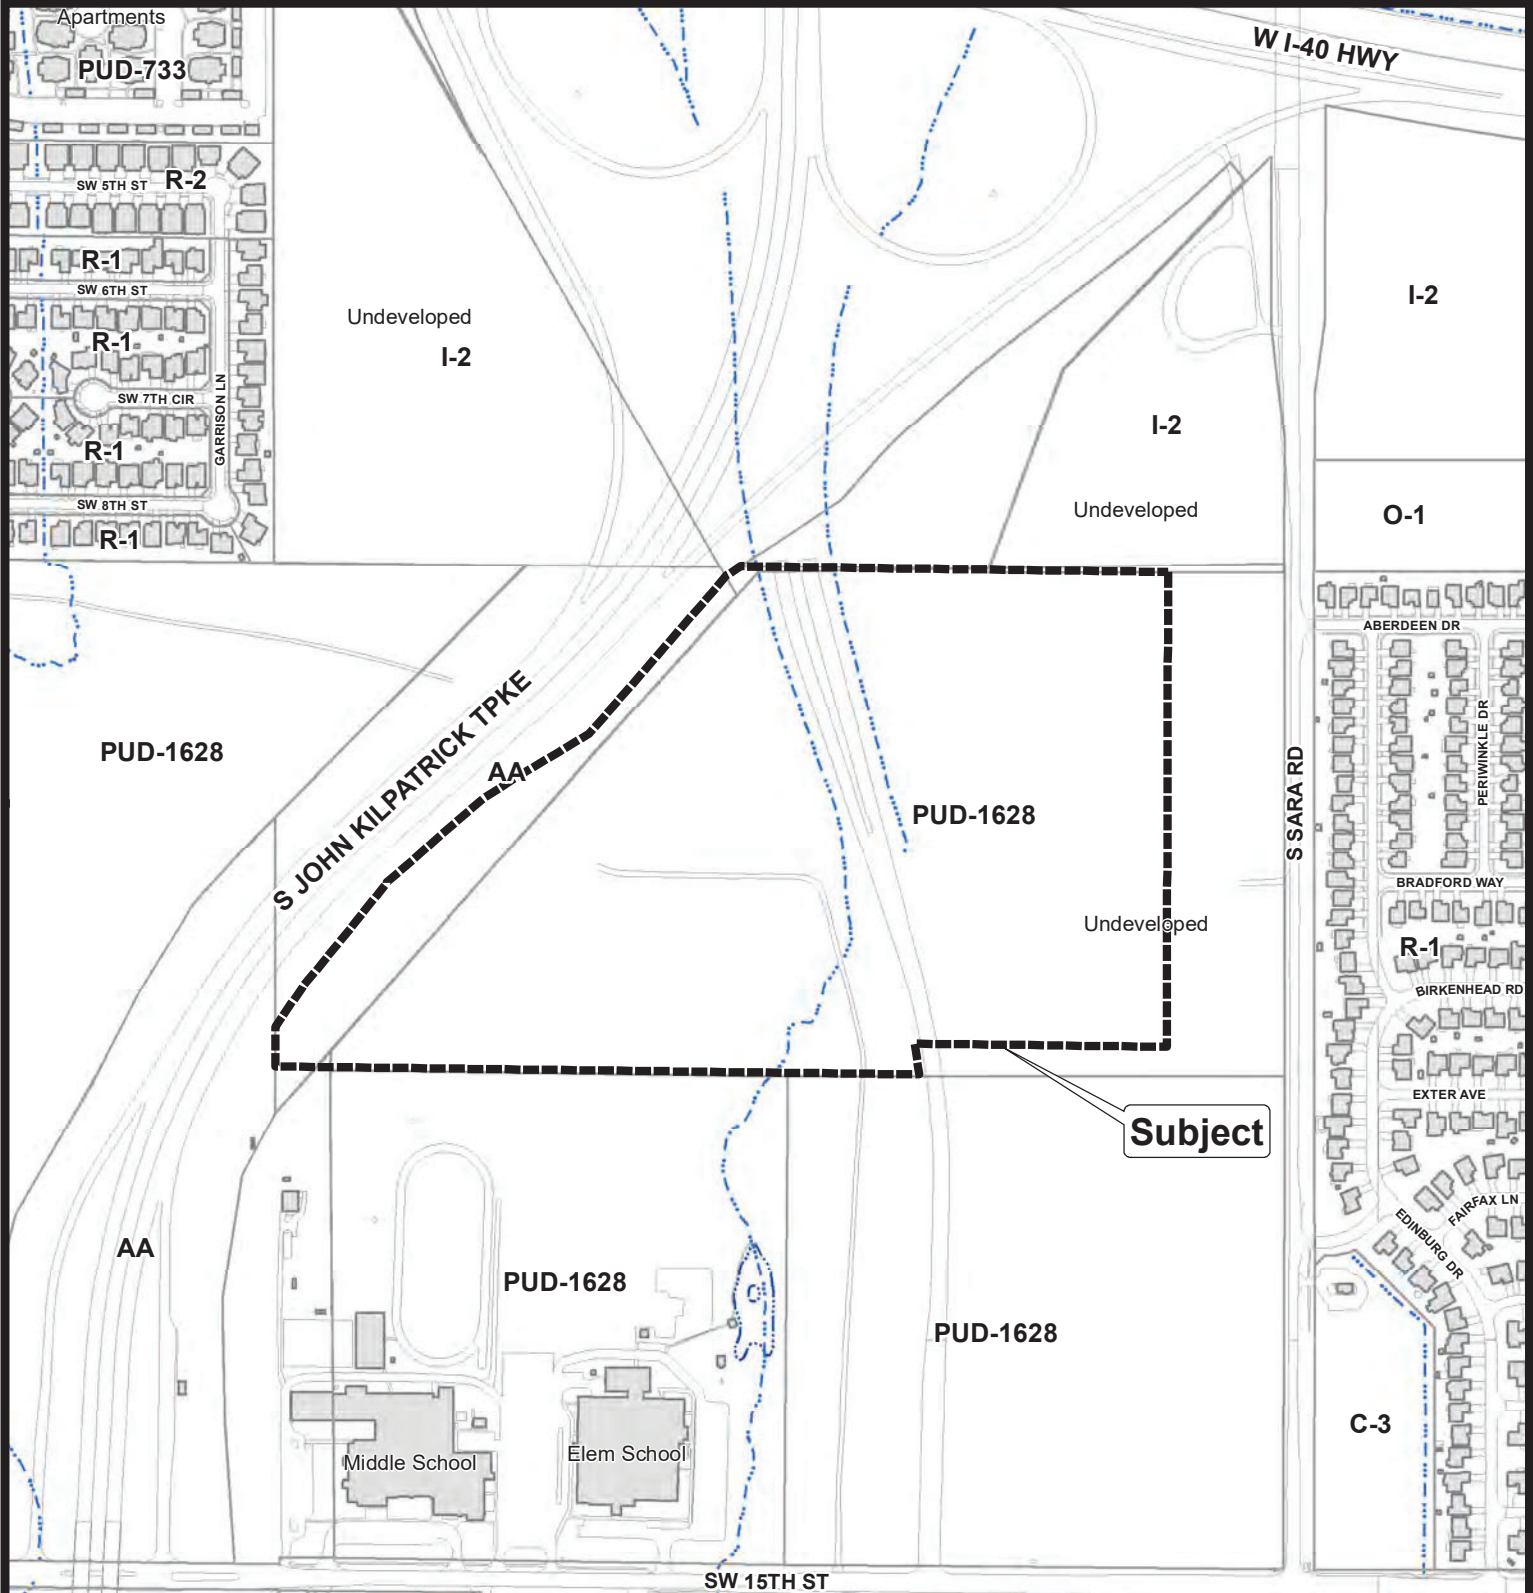 Apartments
PUD-733
W I-40 HWY
SW 5TH ST
R-2
R-1
SW 6TH ST
I-2
Undeveloped
R-1
I-2
SW 7TH CIR
GARRISON LN
I-2
R-1
SW 8TH ST
Undeveloped
O-1
R-1
ABERDEEN DR
S JOHN KILPATRICK TPKE
PUD-1628
PERIWINKLE DR
AA
S SARA RD
PUD-1628
BRADFORD WAY
Undeveloped
R-1
BIRKENHEAD RD
EXTER AVE
Subject
FAIRFAX LN
EDINBURG DR
AA
PUD-1628
PUD-1628
C-3
Middle School
Elem School
SW 15TH ST